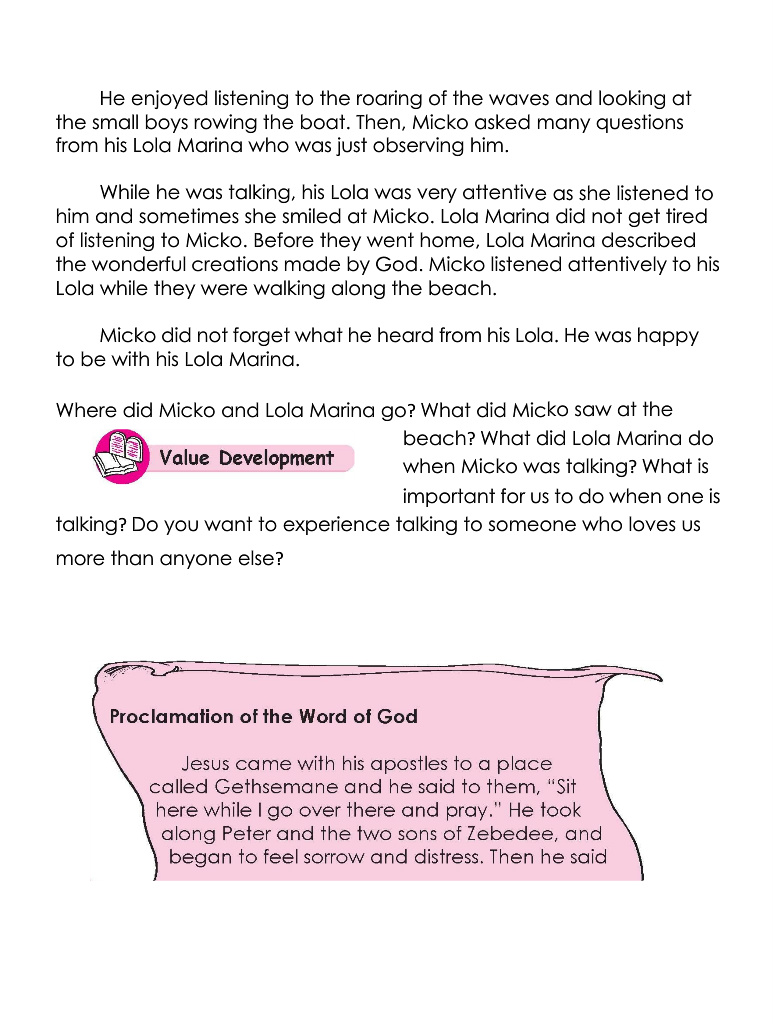 He enjoyed listening to the roaring of the waves and looking at
the small boys rowing the boat. Then, Micko asked many questions
from his Lola Marina who was just observing him.
While he was talking, his Lola was very attentive as she listened to
him and sometimes she smiled at Micko. Lola Marina did not get tired
of listening to Micko. Before they went home, Lola Marina described
the wonderful creations made by God. Micko listened attentively to his
Lola while they were walking along the beach.
Micko did not forget what he heard from his Lola. He was happy
to be with his Lola Marina.
Where did Micko and Lola Marina go? What did Micko saw at the
beach? What did Lola Marina do
Value Development
when Micko was talking? What is
important for us to do when one is
talking? Do you want to experience talking to someone who loves us
more than anyone else?
Proclamation of the Word of God
Jesus came with his apostles to a place
called Gethsemane and he said to them, “Sit
here while I go over there and pray.” He took
along Peter and the two sons of Zebedee, and
began to feel sorrow and distress. Then he said